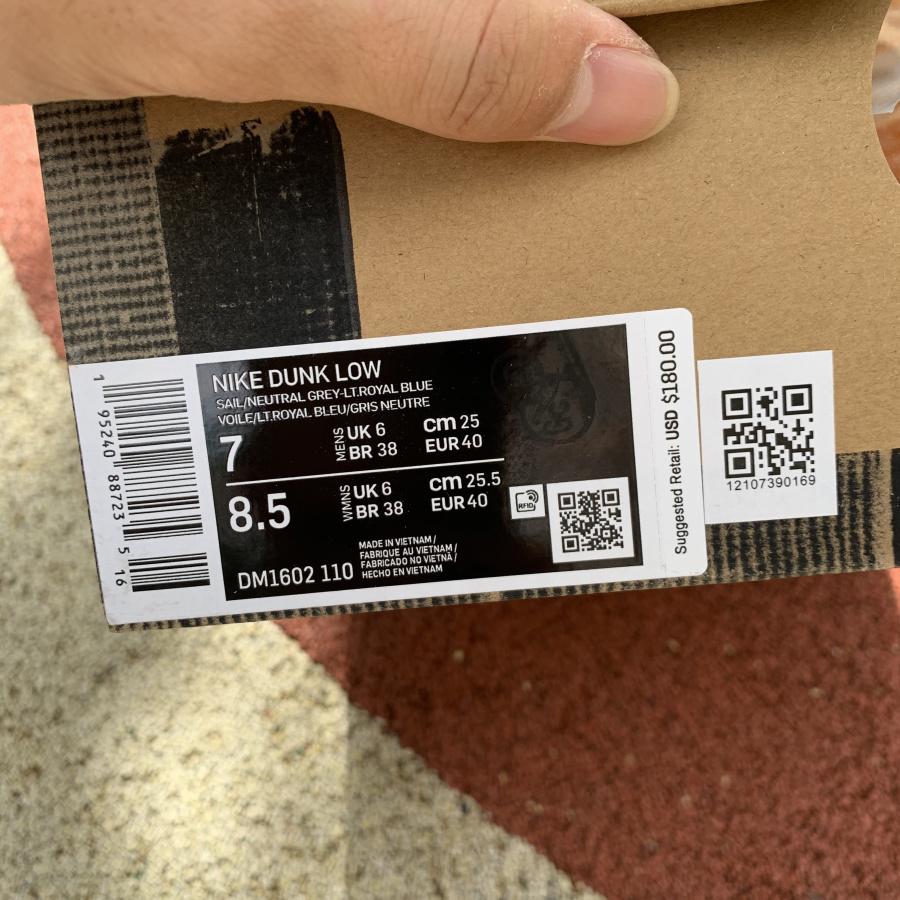 NIKE DUNK LOW
SAIL/NEUTRAL GREY-LT.ROYAL BLUE
VOILE/LT.ROYAL BLEU/GRIS NEUTRE
7
MENS
UK 6
BR 38
cm 25
EUR 40
8.5
WMNS
UK 6
BR 38
cm 25.5
EUR 40
RFID
DM1602 110
MADE IN VIETNAM /
FABRIQUE AU VIETNAM /
FABRICADO NO VIETNÃ /
HECHO EN VIETNAM
1 95240 88723 5 16
Suggested Retail: USD $180.00
12107390169